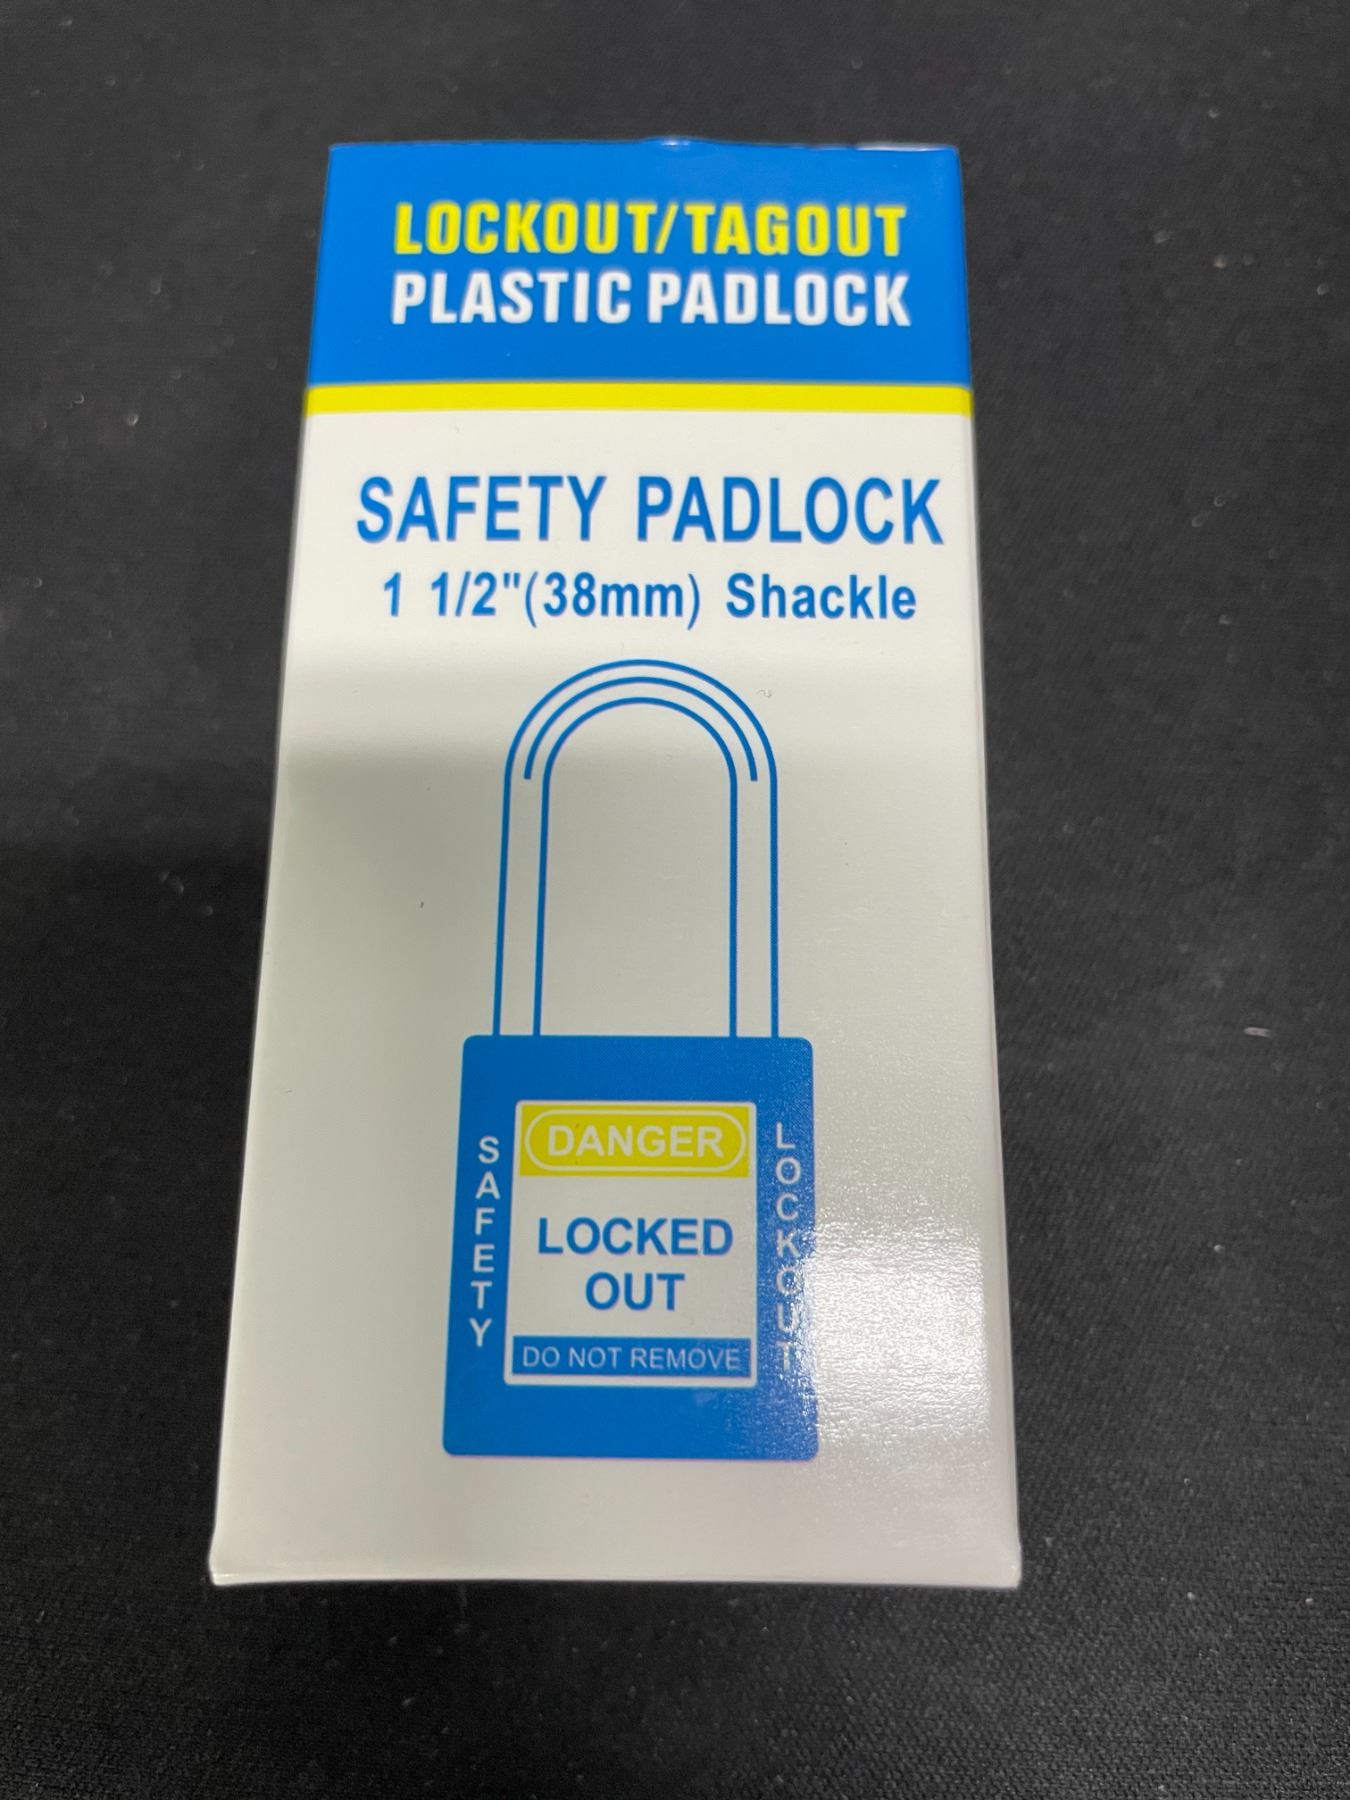 LOCKOUT/TAGOUT
PLASTIC PADLOCK
SAFETY PADLOCK
1 1/2"(38mm) Shackle
SAFETY
DANGER
LOCKED
OUT
DO NOT REMOVE
LOCKOUT